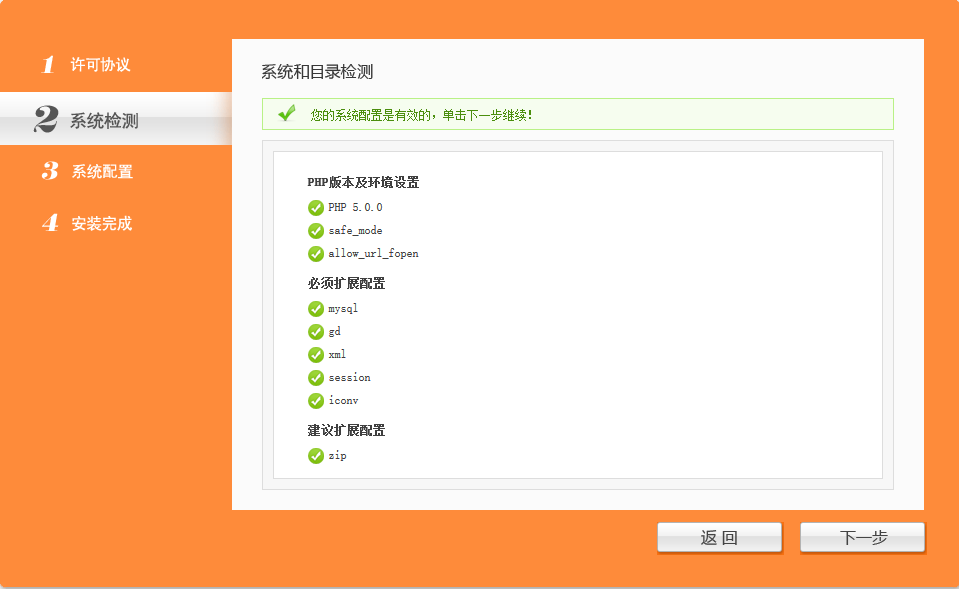 1 许可协议
2 系统检测
3 系统配置
4 安装完成
系统和目录检测
您的系统配置是有效的，单击下一步继续！
PHP版本及环境设置
PHP 5.0.0
safe_mode
allow_url_fopen
必须扩展配置
mysql
gd
xml
session
iconv
建议扩展配置
zip
返 回
下一步